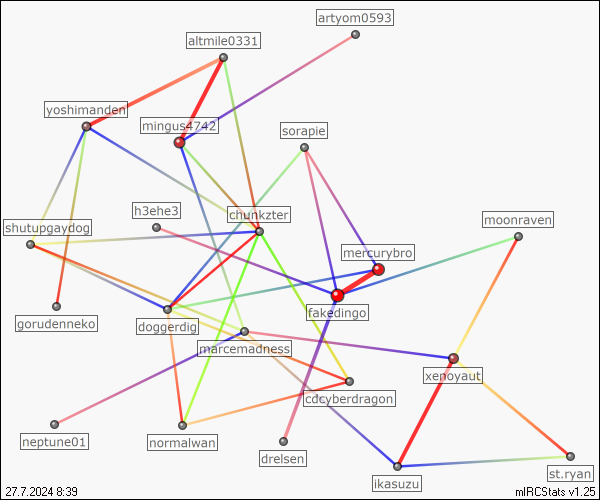 artyom0593
altmile0331
yoshimanden
mingus4742
sorapie
h3ehe3
chunkzter
moonraven
shutupgaydog
mercurybro
fakedingo
gorudenneko
doggerdig
marcemadness
xenoyaut
cdcyberdragon
neptune01
normalwan
drelsen
ikasuzu
st.ryan
27.7.2024 8:39
mIRCStats v1.25